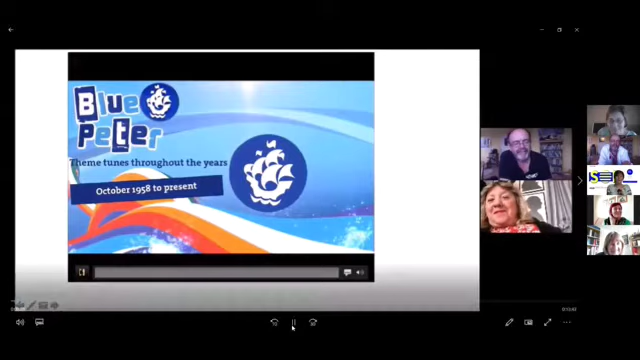 Blue
Peter
Theme tunes throughout the years
October 1958 to present